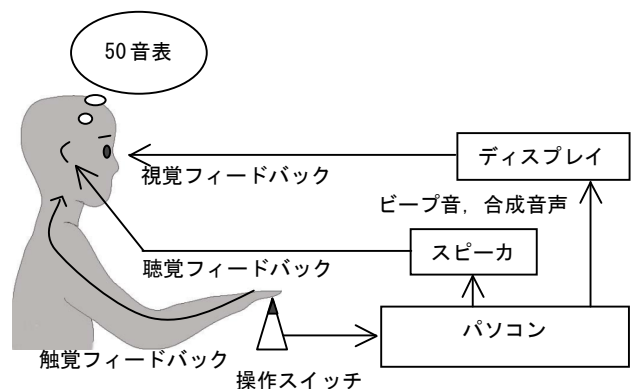 50音表
ディスプレイ
視覚フィードバック
ビープ音，合成音声
スピーカ
聴覚フィードバック
パソコン
触覚フィードバック
操作スイッチ